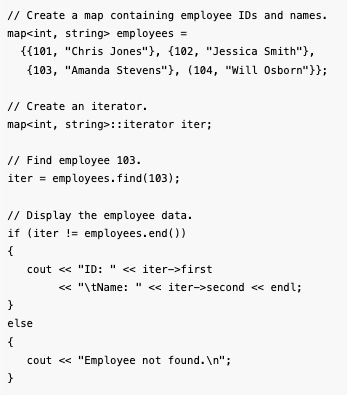 // Create a map containing employee IDs and names.
map<int, string> employees =
{{101, "Chris Jones"}, {102, "Jessica Smith"},
{103, "Amanda Stevens"}, (104, "Will Osborn"}};
// Create an iterator.
map<int, string>::iterator iter;
// Find employee 103.
iter = employees.find(103);
// Display the employee data.
if (iter != employees.end())
{
cout << "ID: " << iter->first
<< "\tName: " << iter->second << endl;
}
else
{
cout << "Employee not found.\n";
}